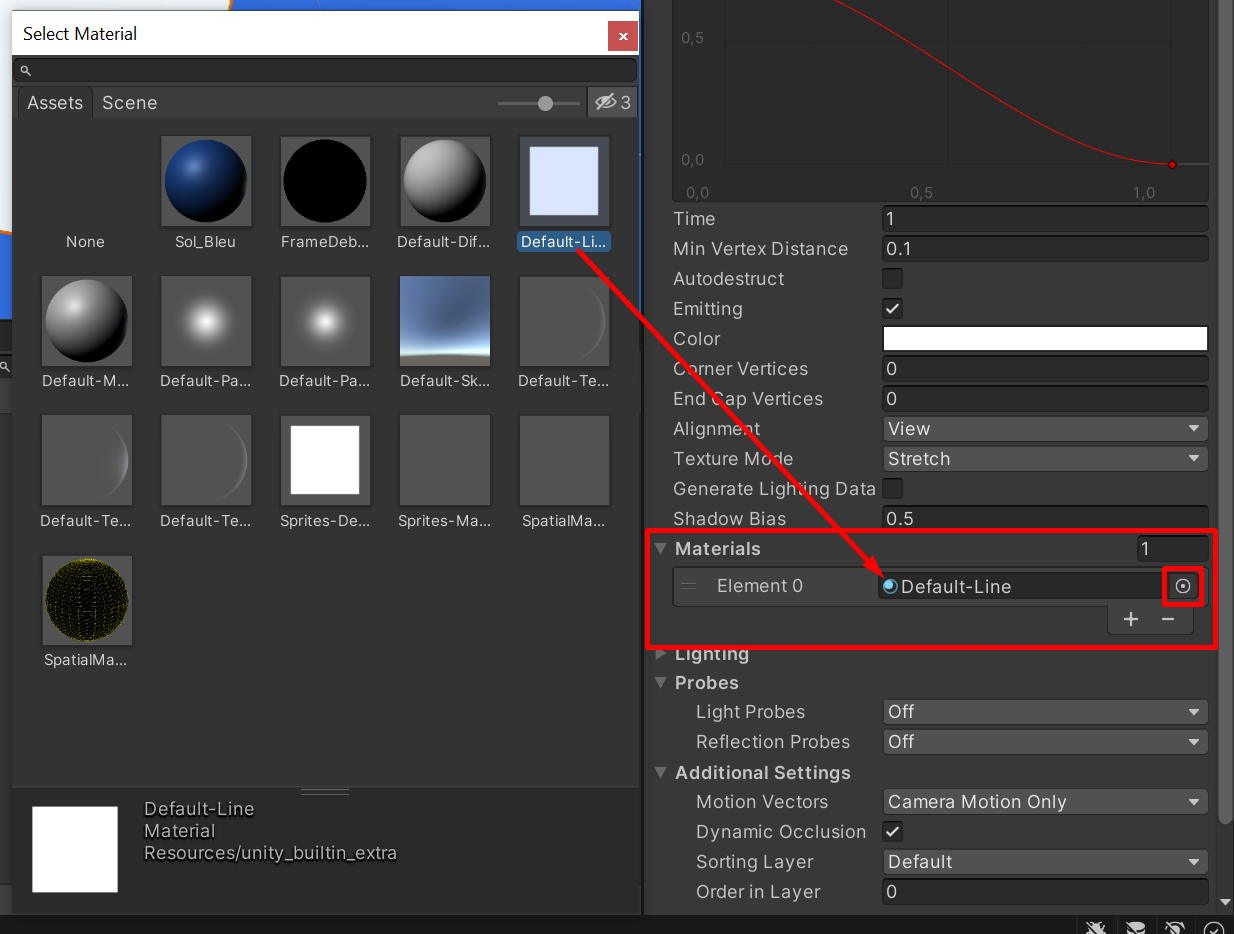 Select Material
Assets Scene 3
None Sol_Bleu FrameDeb... Default-Dif... Default-Li...
Default-M... Default-Pa... Default-Pa... Default-Sk... Default-Te...
Default-Te... Default-Te... Sprites-De... Sprites-Ma... SpatialMa...
SpatialMa...
Default-Line
Material
Resources/unity_builtin_extra
0,5
0,0
0,0 0,5 1,0
Time 1
Min Vertex Distance 0.1
Autodestruct
Emitting
Color
Corner Vertices 0
End Cap Vertices 0
Alignment View
Texture Mode Stretch
Generate Lighting Data
Shadow Bias 0.5
Materials 1
Element 0 Default-Line
Lighting
Probes
Light Probes Off
Reflection Probes Off
Additional Settings
Motion Vectors Camera Motion Only
Dynamic Occlusion
Sorting Layer Default
Order in Layer 0